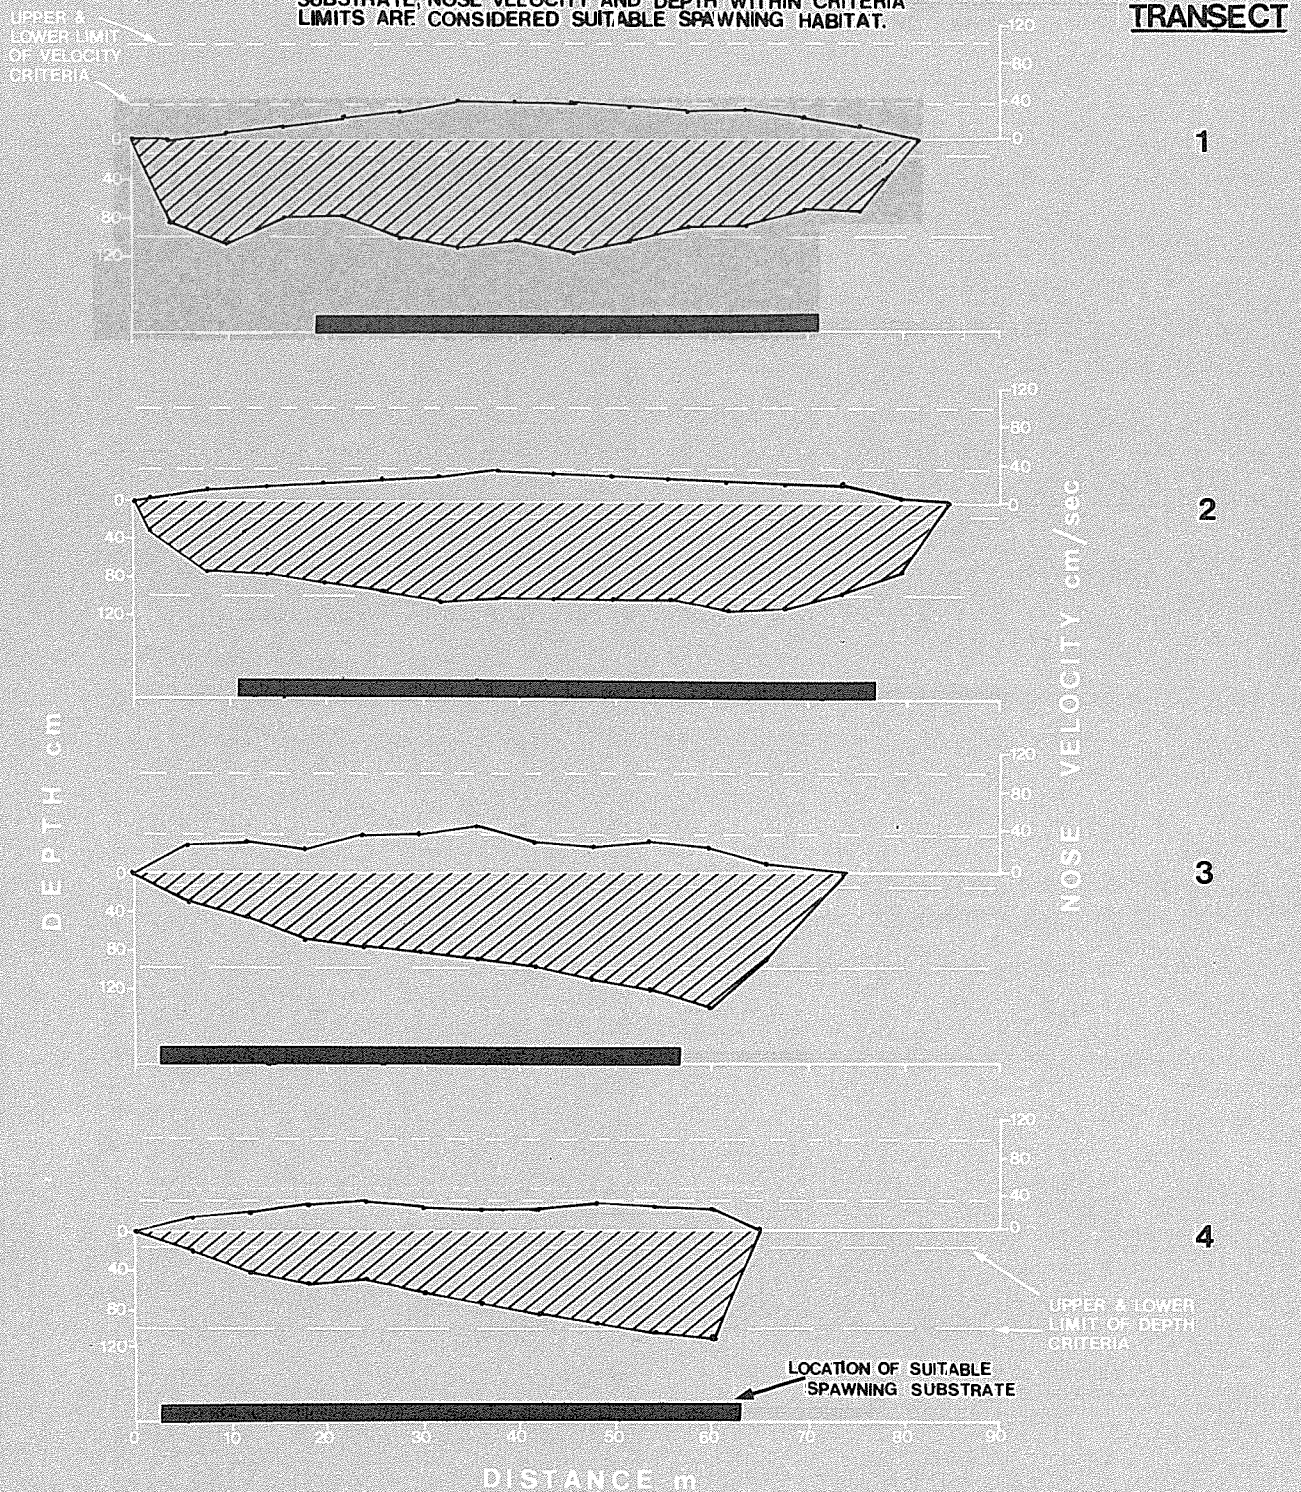 SUBSTRATE, NOSE VELOCITY AND DEPTH WITHIN CRITERIA
LIMITS ARE CONSIDERED SUITABLE SPAWNING HABITAT.
TRANSECT
UPPER &
LOWER LIMIT
OF VELOCITY
CRITERIA
120
80
40
0
0
40
80
120
1
120
80
40
0
0
40
80
120
2
120
80
40
0
0
40
80
120
3
120
80
40
0
0
40
80
120
4
DEPTH cm
NOSE VELOCITY cm/sec
UPPER & LOWER
LIMIT OF DEPTH
CRITERIA
LOCATION OF SUITABLE
SPAWNING SUBSTRATE
0 10 20 30 40 50 60 70 80 90
DISTANCE m